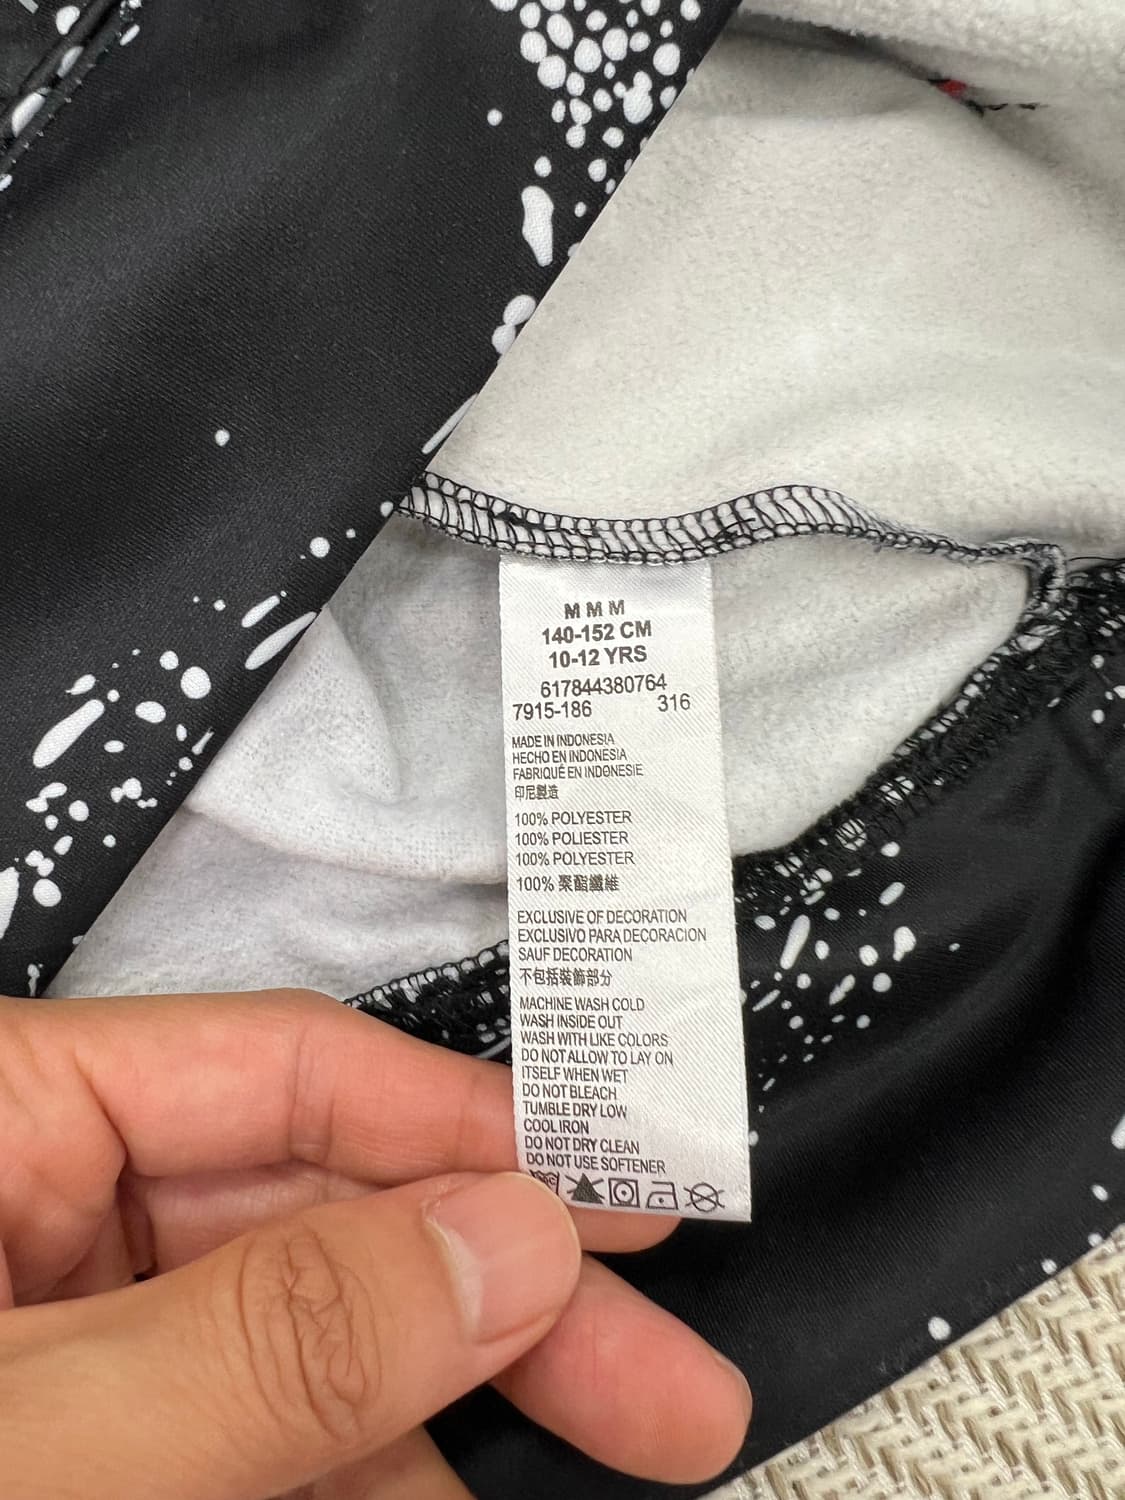 M M M
140-152 CM
10-12 YRS
617844380764
7915-186 316
MADE IN INDONESIA
HECHO EN INDONESIA
FABRIQUÉ EN INDONESIE
印尼製造
100% POLYESTER
100% POLIESTER
100% POLYESTER
100% 聚酯纖維
EXCLUSIVE OF DECORATION
EXCLUSIVO PARA DECORACION
SAUF DECORATION
不包括裝飾部分
MACHINE WASH COLD
WASH INSIDE OUT
WASH WITH LIKE COLORS
DO NOT ALLOW TO LAY ON
ITSELF WHEN WET
DO NOT BLEACH
TUMBLE DRY LOW
COOL IRON
DO NOT DRY CLEAN
DO NOT USE SOFTENER